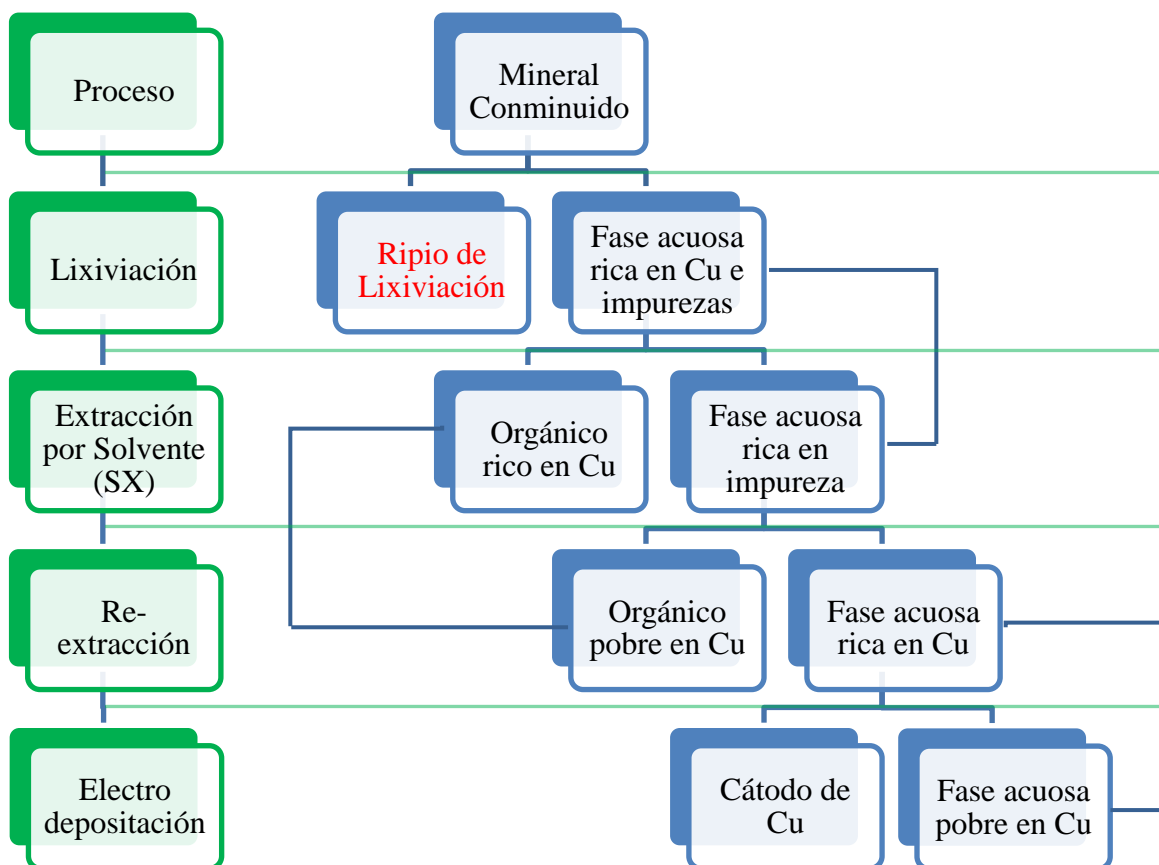 Proceso
Mineral
Conminuido
Lixiviación
Ripio de
Lixiviación
Fase acuosa
rica en Cu e
impurezas
Extracción
por Solvente
(SX)
Orgánico
rico en Cu
Fase acuosa
rica en
impureza
Re-
extracción
Orgánico
pobre en Cu
Fase acuosa
rica en Cu
Electro
depositación
Cátodo de
Cu
Fase acuosa
pobre en Cu